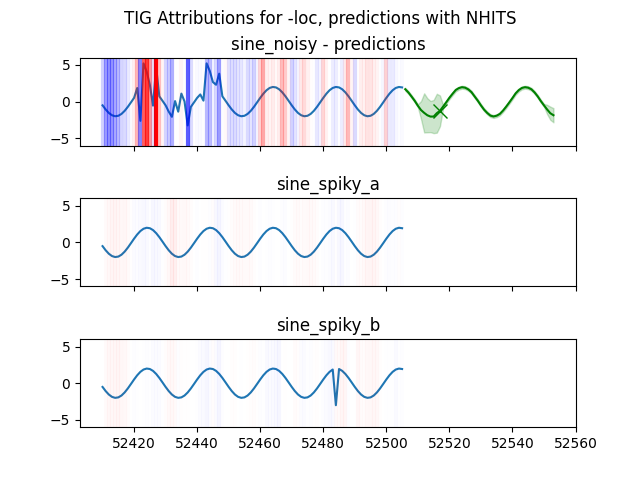 TIG Attributions for -loc, predictions with NHITS
sine_noisy - predictions
5
0
−5
sine_spiky_a
5
0
−5
sine_spiky_b
5
0
−5
52420 52440 52460 52480 52500 52520 52540 52560